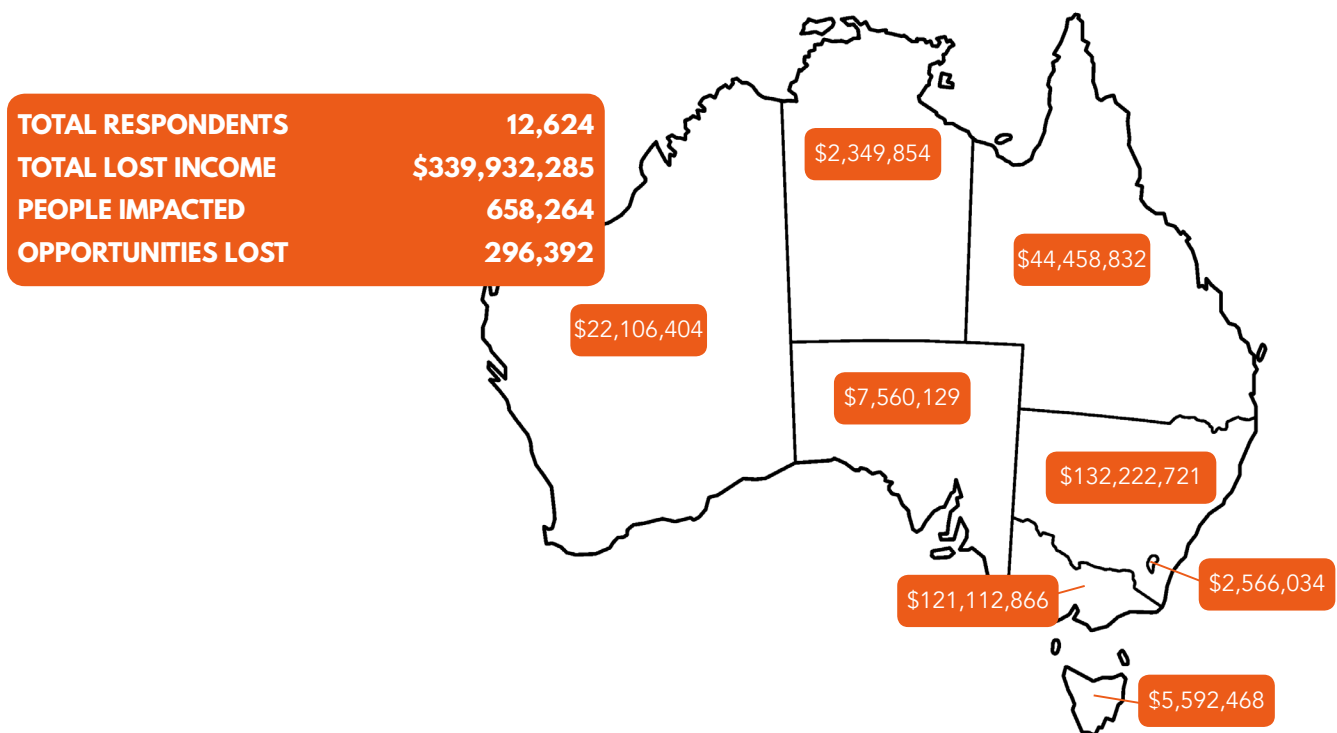 TOTAL RESPONDENTS 12,624
TOTAL LOST INCOME $339,932,285
PEOPLE IMPACTED 658,264
OPPORTUNITIES LOST 296,392
$2,349,854
$44,458,832
$22,106,404
$7,560,129
$132,222,721
$2,566,034
$121,112,866
$5,592,468